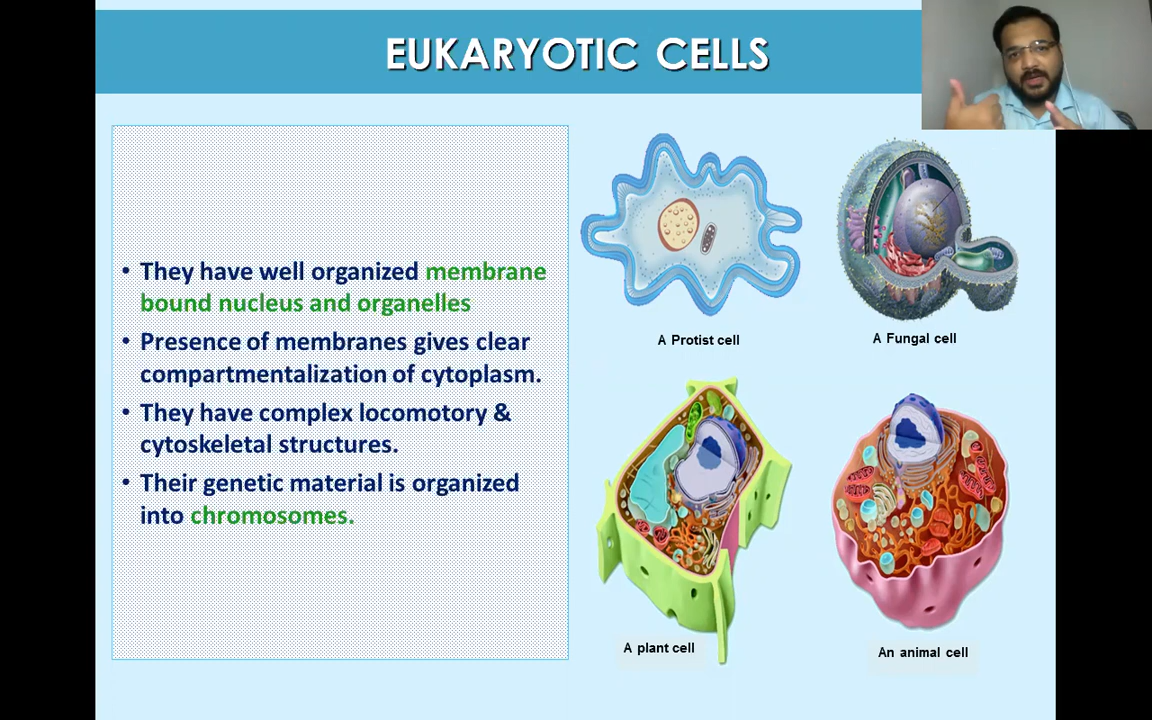 EUKARYOTIC CELLS
• They have well organized membrane
bound nucleus and organelles
• Presence of membranes gives clear
compartmentalization of cytoplasm.
• They have complex locomotory &
cytoskeletal structures.
• Their genetic material is organized
into chromosomes.
A Protist cell
A Fungal cell
A plant cell
An animal cell